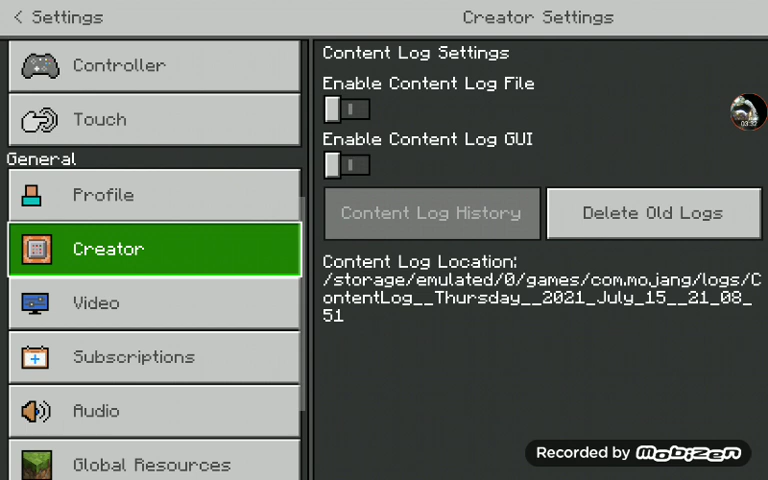 < Settings
Creator Settings
Controller
Touch
General
Profile
Creator
Video
Subscriptions
Audio
Global Resources
Content Log Settings
Enable Content Log File
Enable Content Log GUI
Content Log History
Delete Old Logs
Content Log Location:
/storage/emulated/0/games/com.mojang/logs/C
ontentLog__Thursday__2021_July_15__21_08_
51
03:35
Recorded by mobizen